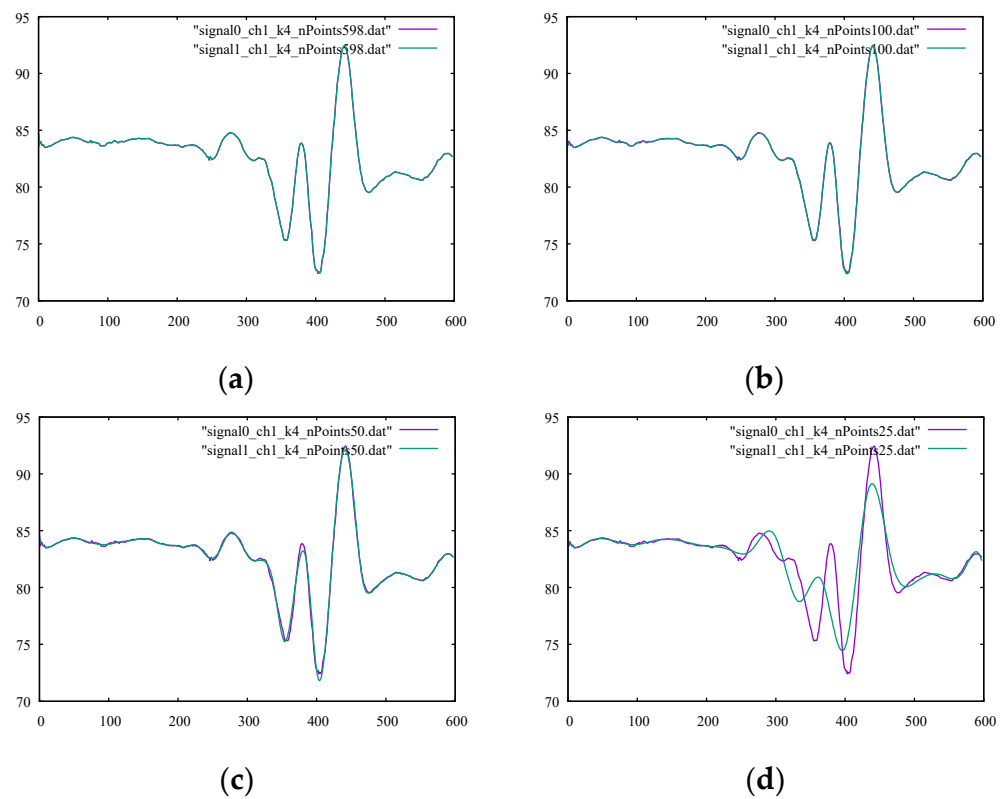 95
90
85
80
75
70
"signal0_ch1_k4_nPoints598.dat"
"signal1_ch1_k4_nPoints598.dat"
0 100 200 300 400 500 600
(a)
95
90
85
80
75
70
"signal0_ch1_k4_nPoints100.dat"
"signal1_ch1_k4_nPoints100.dat"
0 100 200 300 400 500 600
(b)
95
90
85
80
75
70
"signal0_ch1_k4_nPoints50.dat"
"signal1_ch1_k4_nPoints50.dat"
0 100 200 300 400 500 600
(c)
95
90
85
80
75
70
"signal0_ch1_k4_nPoints25.dat"
"signal1_ch1_k4_nPoints25.dat"
0 100 200 300 400 500 600
(d)